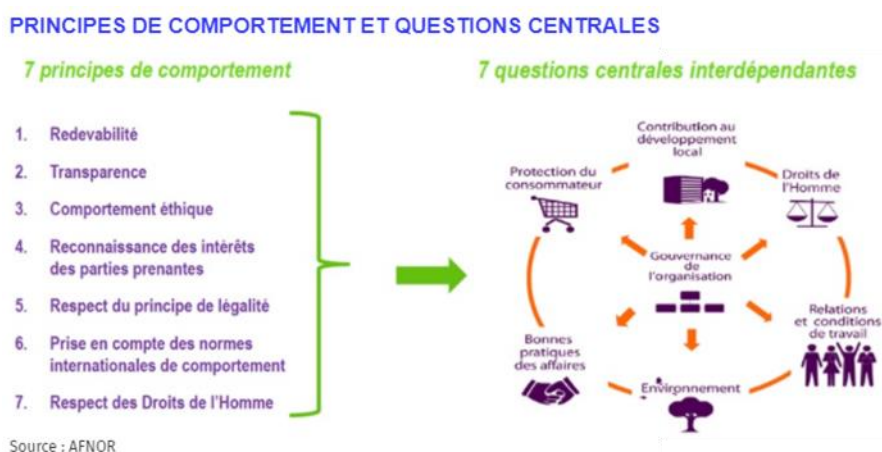 PRINCIPES DE COMPORTEMENT ET QUESTIONS CENTRALES
7 principes de comportement
1. Redevabilité
2. Transparence
3. Comportement éthique
4. Reconnaissance des intérêts
des parties prenantes
5. Respect du principe de légalité
6. Prise en compte des normes
internationales de comportement
7. Respect des Droits de l'Homme
7 questions centrales interdépendantes
Contribution au
développement
local
Protection du
consommateur
Droits de
l'Homme
Gouvernance
de
l'organisation
Relations
et conditions
de travail
Bonnes
pratiques
des affaires
Environnement
Source : AFNOR